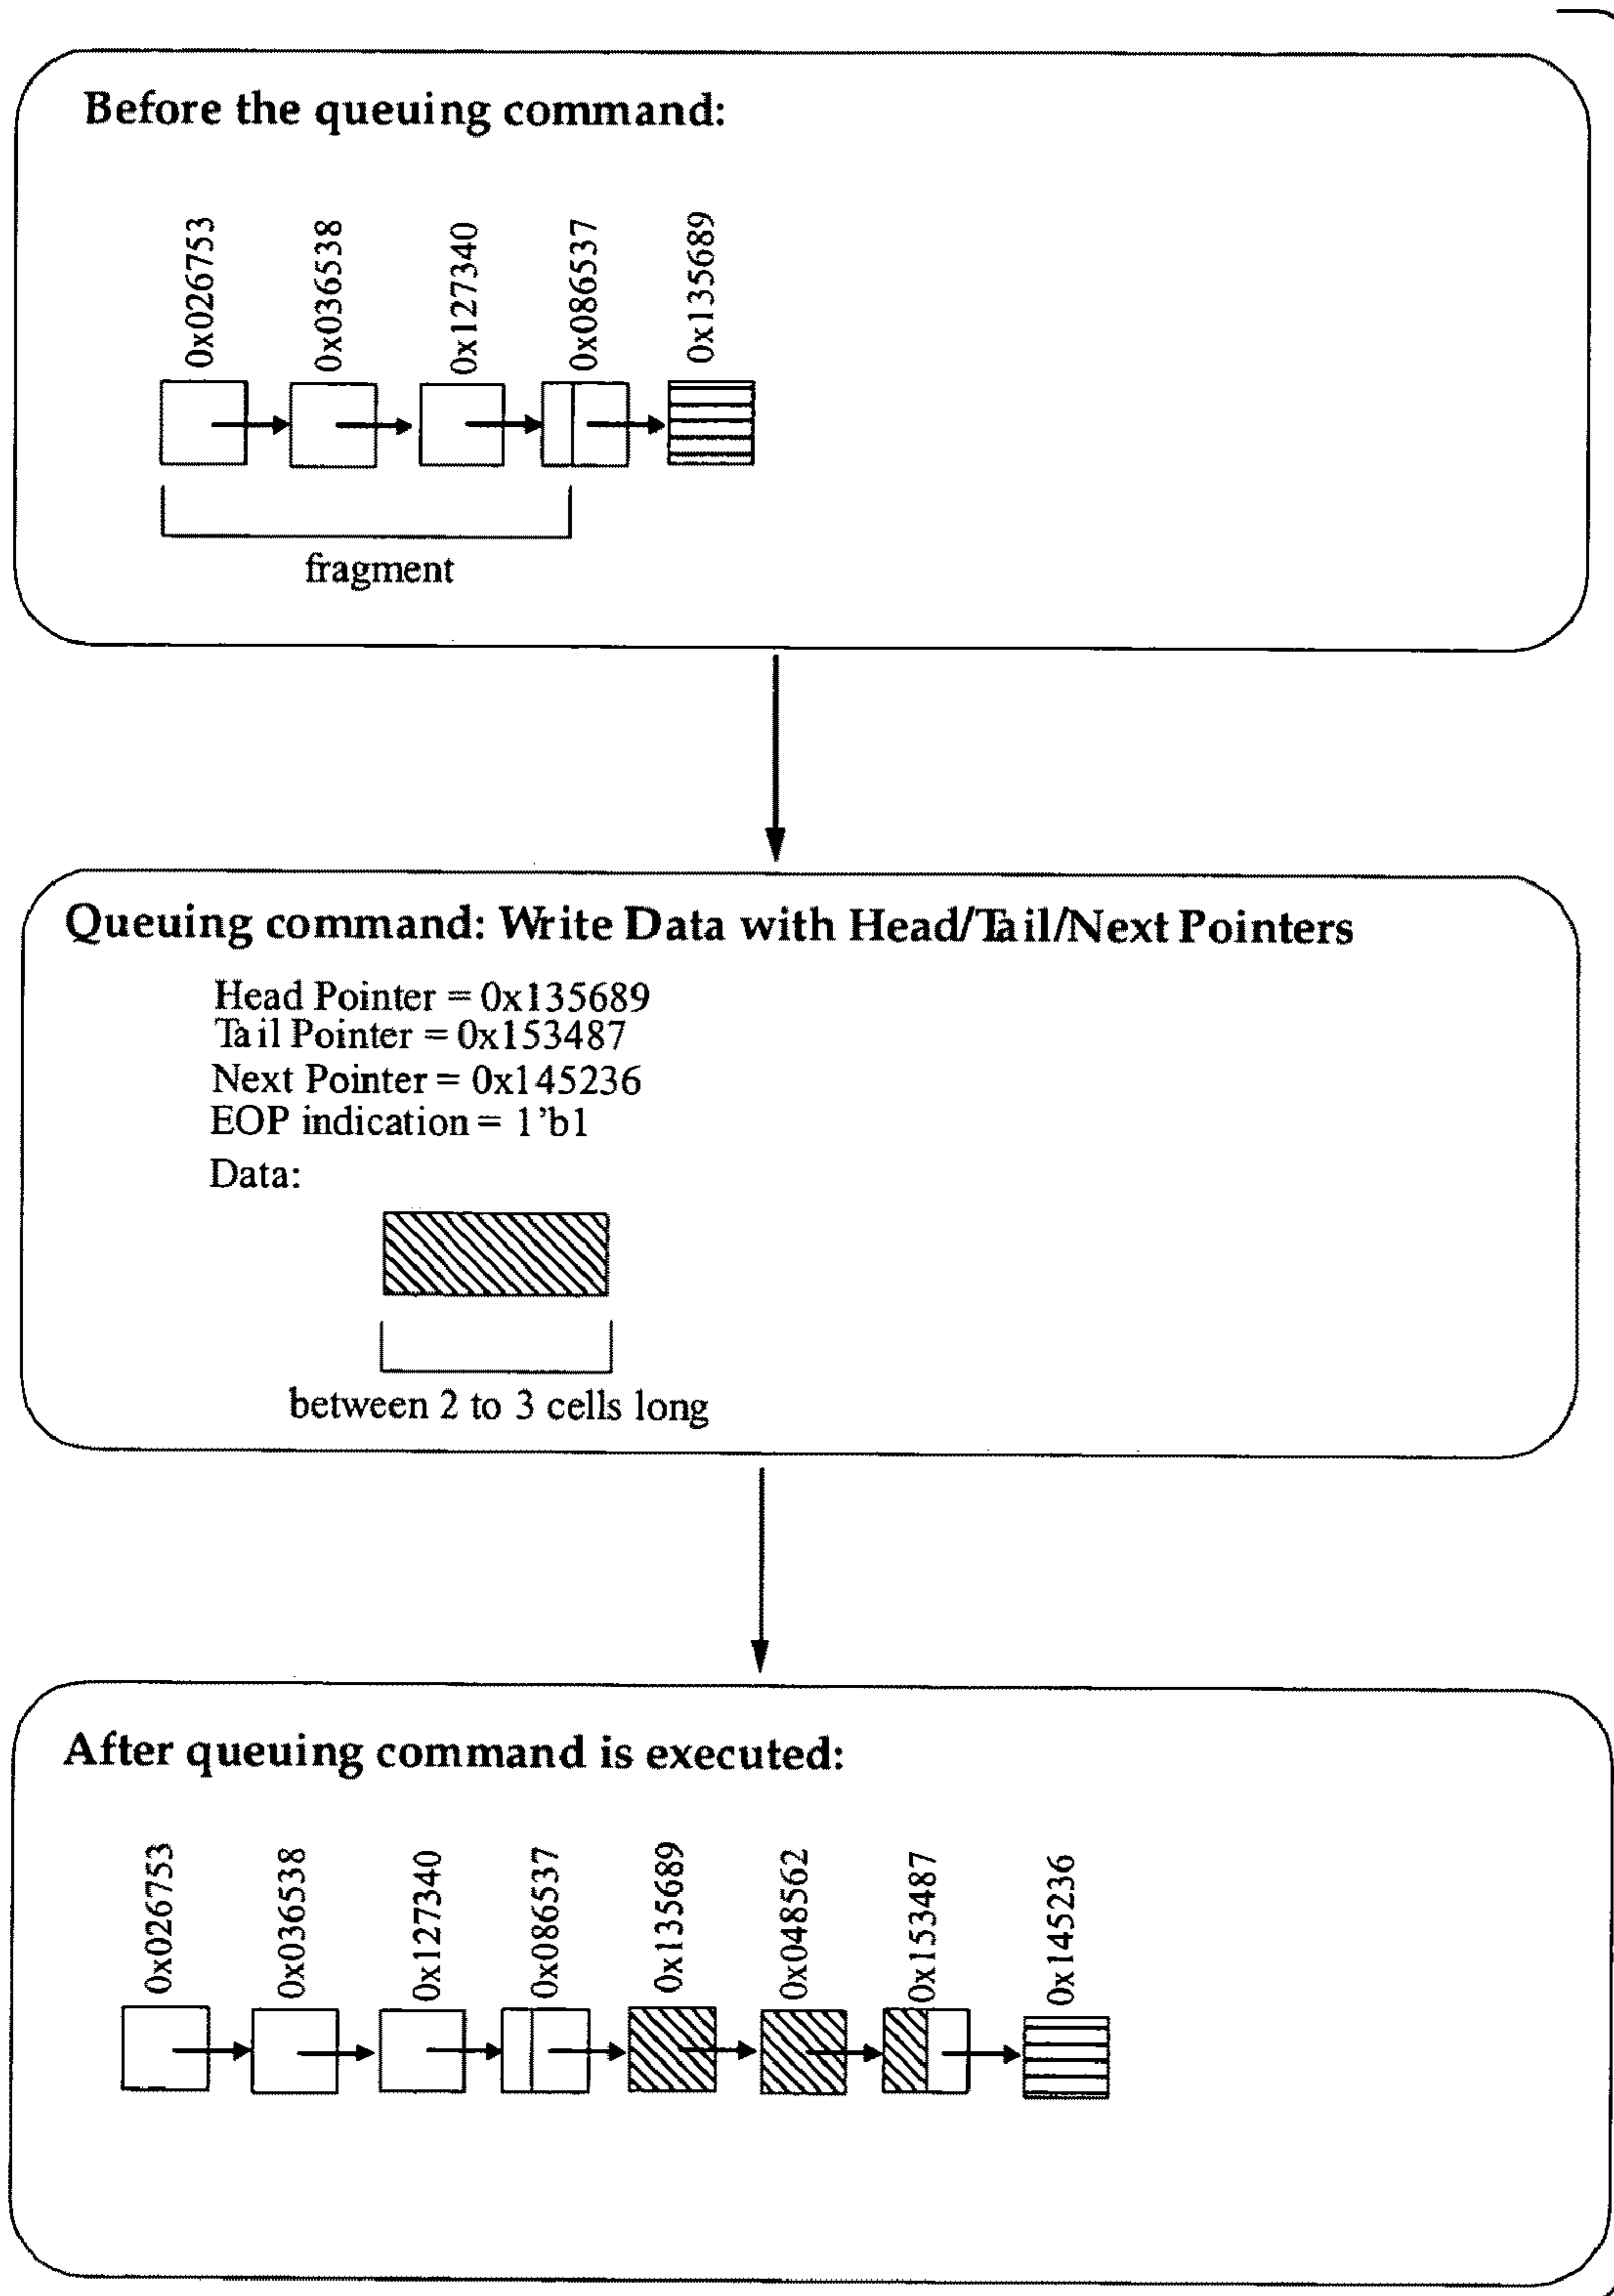 Before the queuing command:
0x026753
0x036538
0x127340
0x086537
0x135689
fragment
Queuing command: Write Data with Head/Tail/Next Pointers
Head Pointer = 0x135689
Tail Pointer = 0x153487
Next Pointer = 0x145236
EOP indication = 1’b1
Data:
between 2 to 3 cells long
After queuing command is executed:
0x026753
0x036538
0x127340
0x086537
0x135689
0x048562
0x153487
0x145236